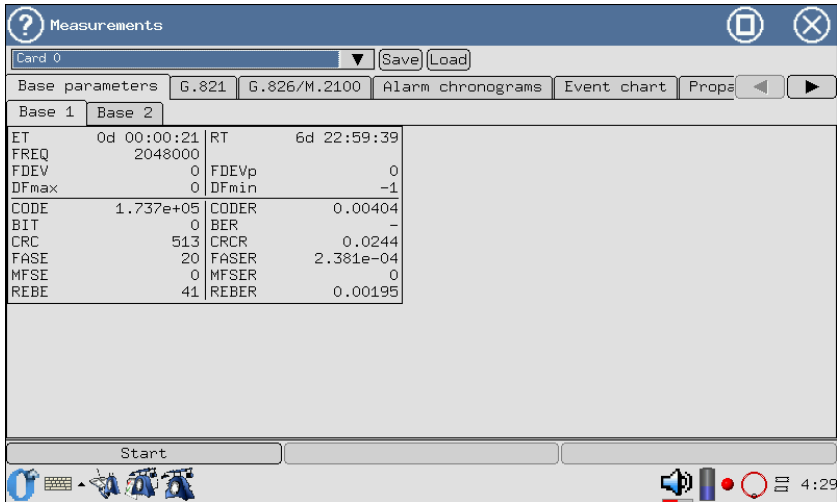 ? Measurements
Card 0 Save Load
Base parameters G.821 G.826/M.2100 Alarm chronograms Event chart Propa
Base 1 Base 2
ET 0d 00:00:21 RT 6d 22:59:39
FREQ 2048000
FDEV 0 FDEVp 0
DFmax 0 DFmin -1
CODE 1.737e+05 CODER 0.00404
BIT 0 BER -
CRC 513 CRCR 0.0244
FASE 20 FASER 2.381e-04
MFSE 0 MFSER 0
REBE 41 REBER 0.00195
Start
4:29